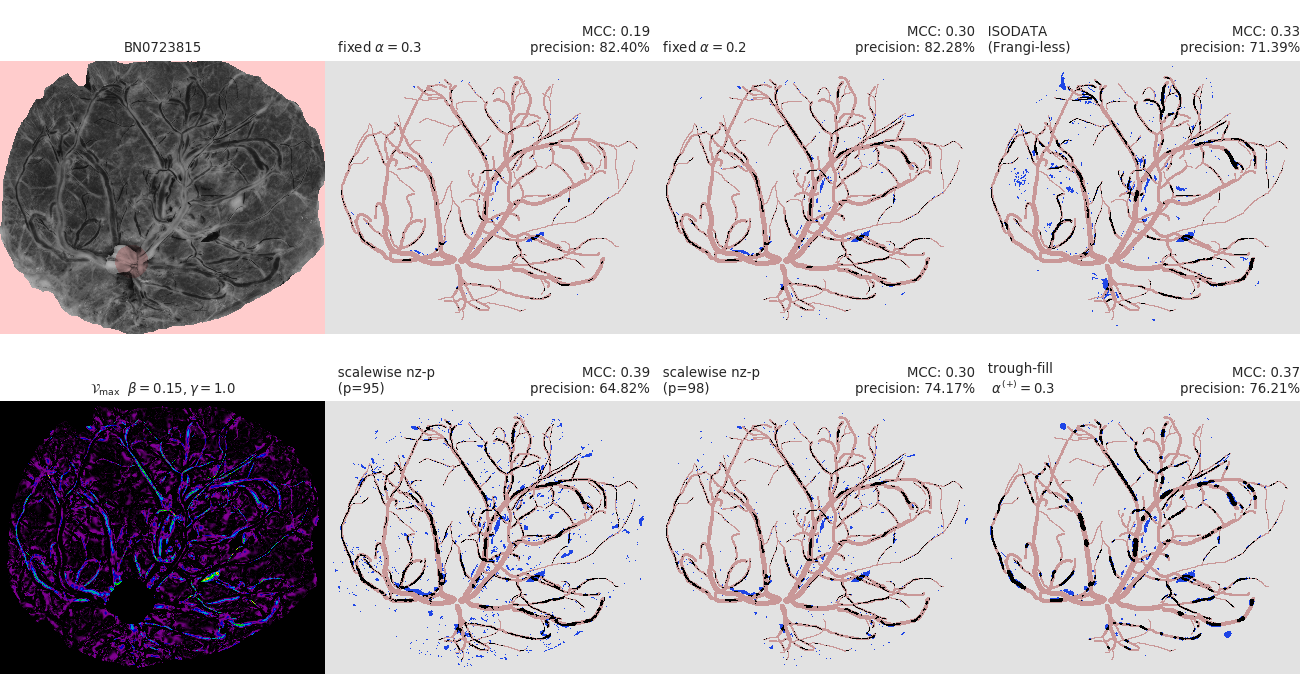 BN0723815
fixed α = 0.3
MCC: 0.19
precision: 82.40%
fixed α = 0.2
MCC: 0.30
precision: 82.28%
ISODATA
(Frangi-less)
MCC: 0.33
precision: 71.39%
𝒱max β = 0.15, γ = 1.0
scalewise nz-p
(p=95)
MCC: 0.39
precision: 64.82%
scalewise nz-p
(p=98)
MCC: 0.30
precision: 74.17%
trough-fill
α(+) = 0.3
MCC: 0.37
precision: 76.21%